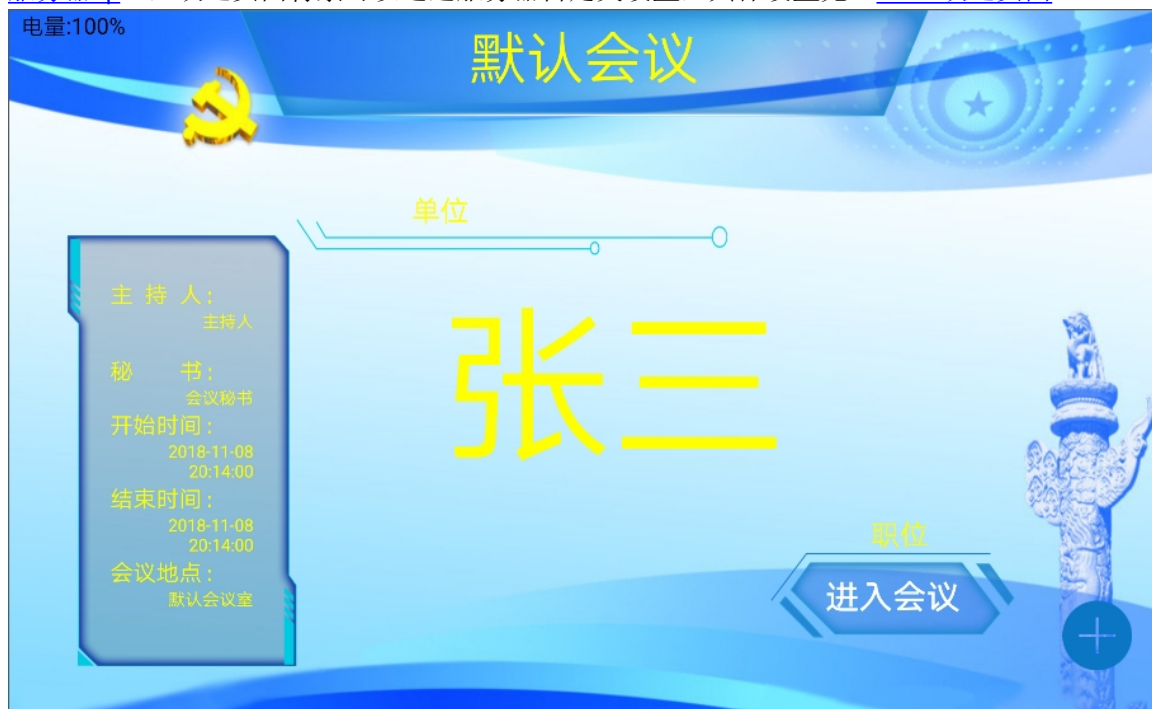 电量:100%
默认会议
单位
主 持 人:
主持人
张三
秘 书:
会议秘书
开始时间:
2018-11-08
20:14:00
结束时间:
2018-11-08
20:14:00
会议地点:
默认会议室
职位
进入会议